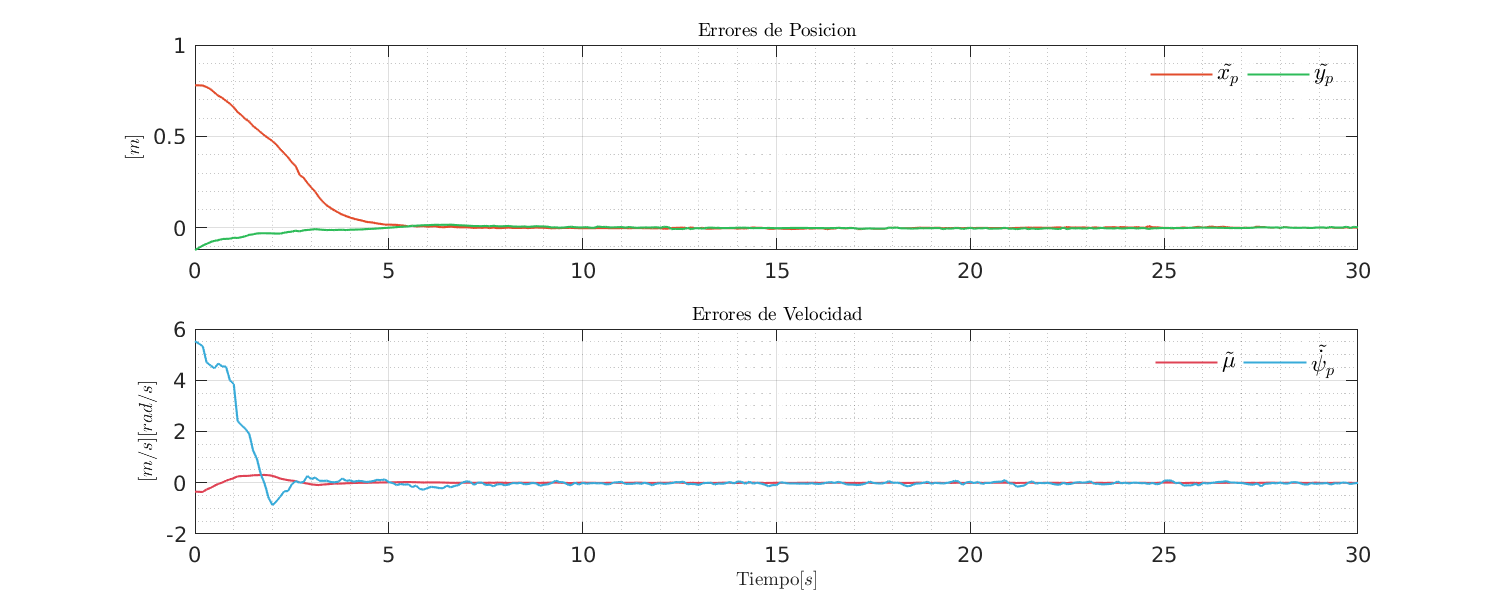 Errores de Posicion
1
0.5
0
[m]
x̃_p ỹ_p
0 5 10 15 20 25 30
Errores de Velocidad
6
4
2
0
-2
[m/s][rad/s]
μ̃ ψ̇̃_p
0 5 10 15 20 25 30
Tiempo[s]